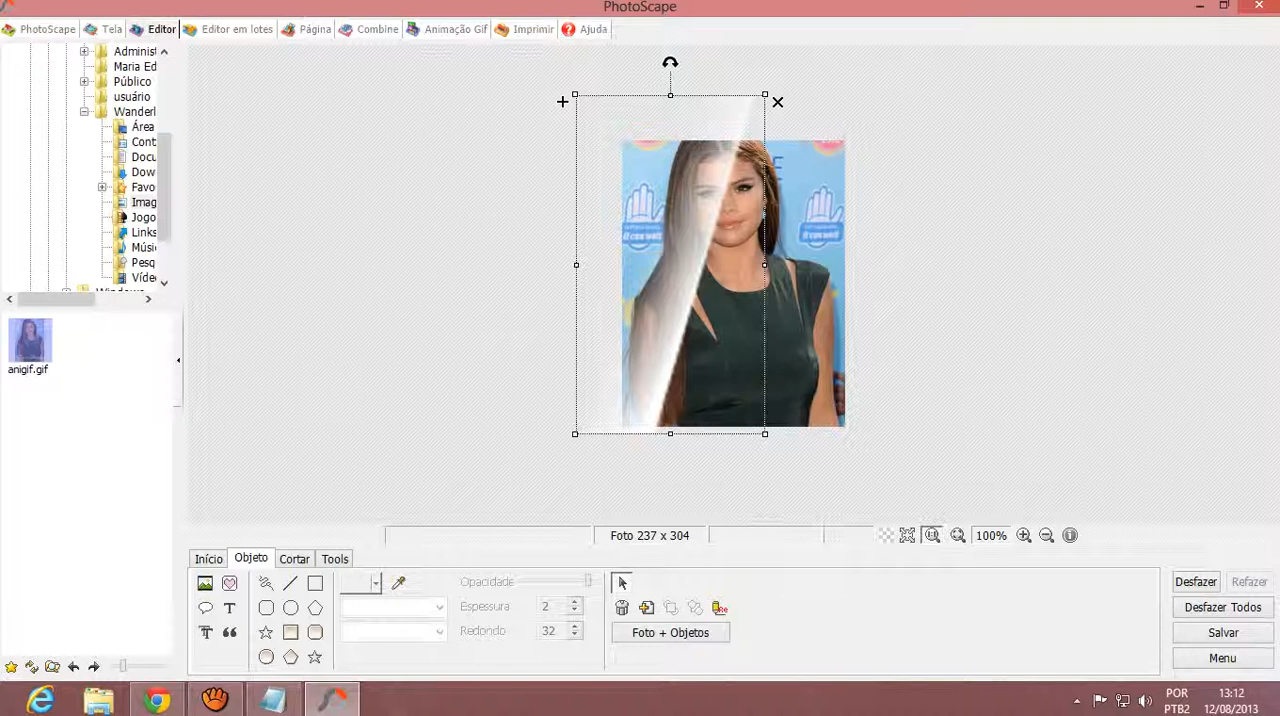 PhotoScape
PhotoScape Tela Editor Editor em lotes Página Combine Animação Gif Imprimir Ajuda
Administ
Maria Ed
Público
usuário
Wanderl
Área
Cont
Docu
Dow
Favo
Imag
Jogo
Links
Músi
Pesq
Víde
anigif.gif
Foto 237 x 304
100%
Início Objeto Cortar Tools
Opacidade
Espessura 2
Redondo 32
Foto + Objetos
Desfazer Refazer
Desfazer Todos
Salvar
Menu
POR
PTB2
13:12
12/08/2013